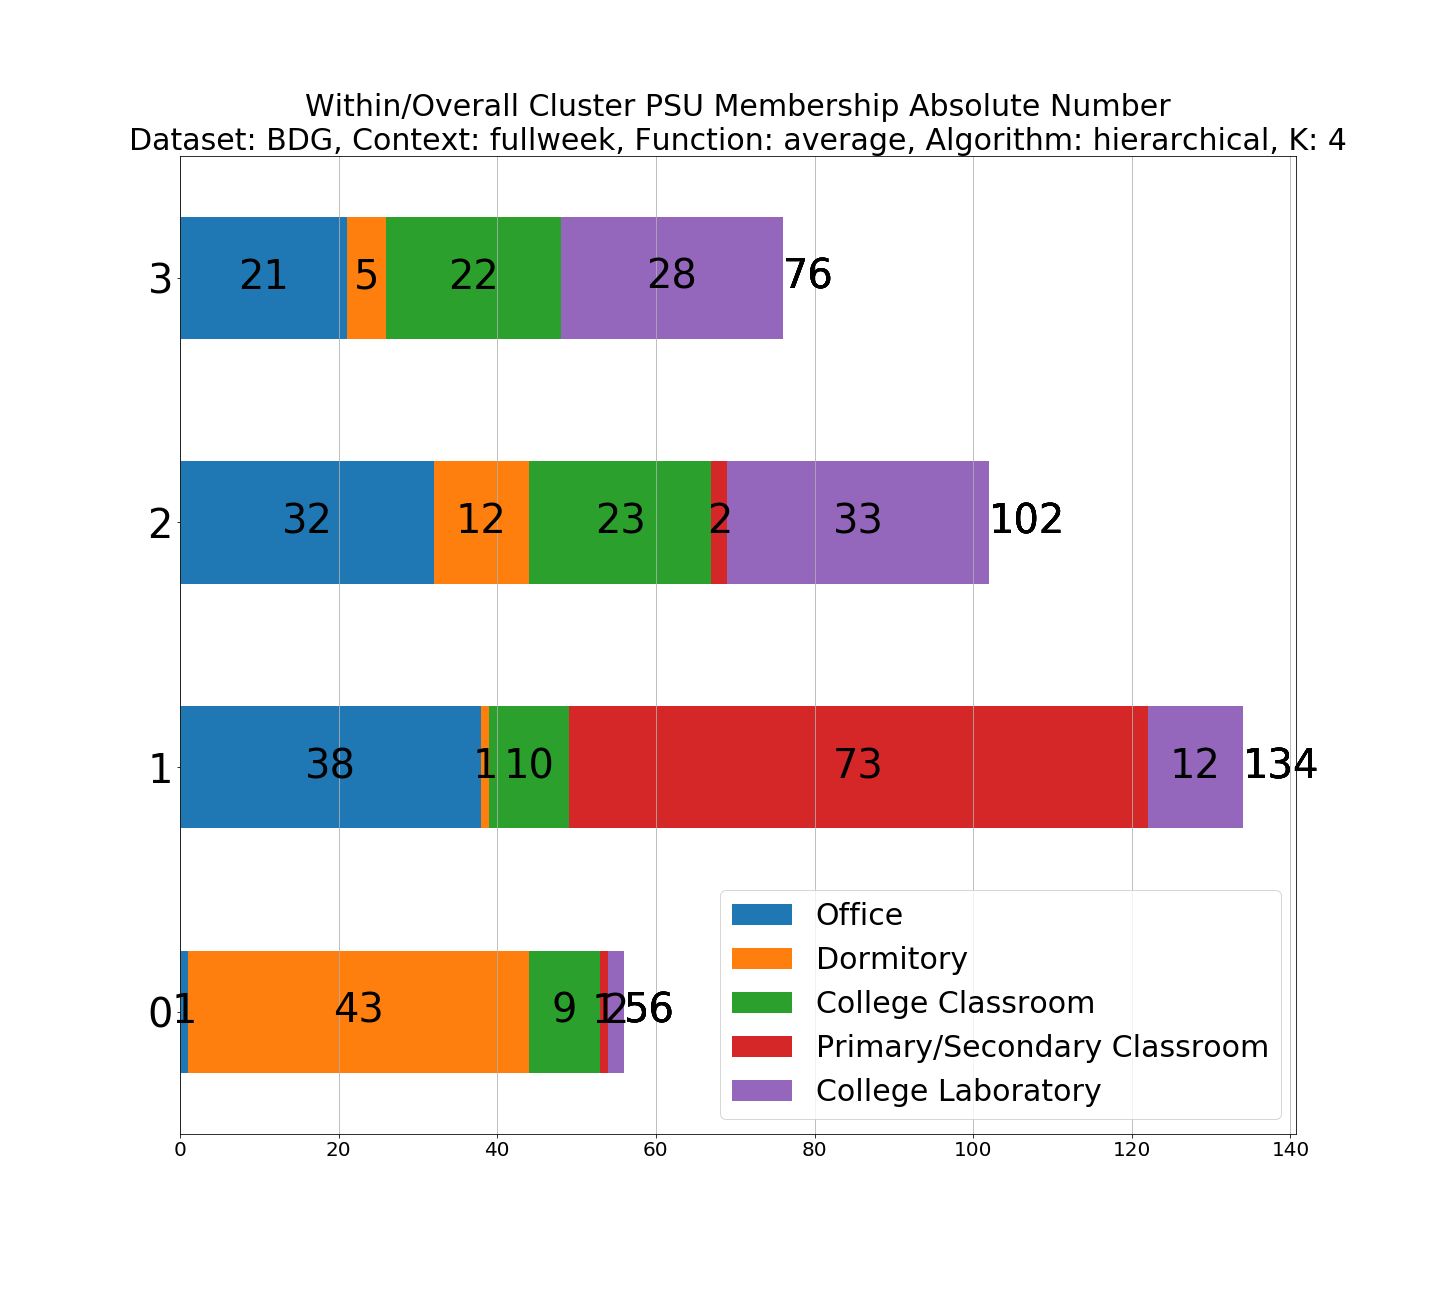 Within/Overall Cluster PSU Membership Absolute Number
Dataset: BDG, Context: fullweek, Function: average, Algorithm: hierarchical, K: 4
3 21 5 22 28 76
2 32 12 23 2 33 102
1 38 1 10 73 12 134
0 1 43 9 1 2 56
Office
Dormitory
College Classroom
Primary/Secondary Classroom
College Laboratory
0 20 40 60 80 100 120 140